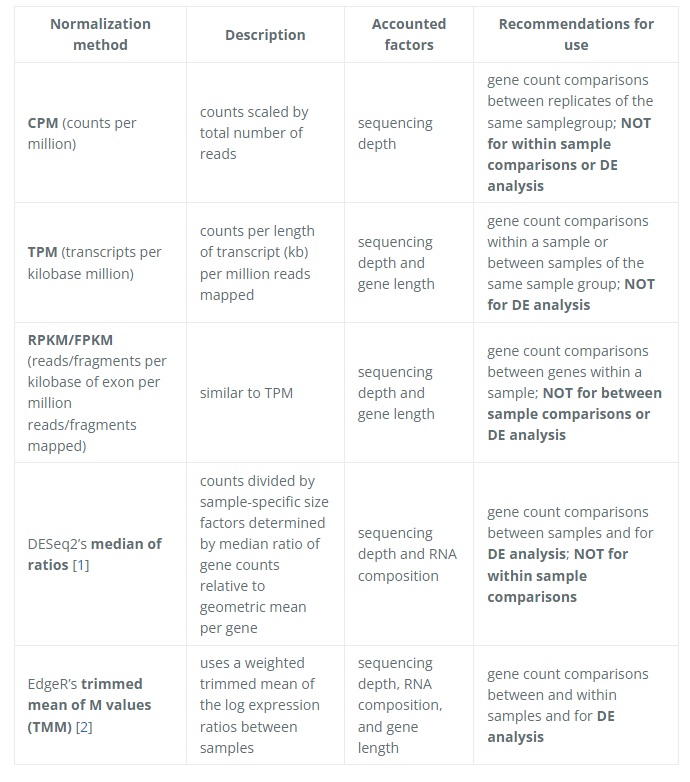 Normalization
method
Description
Accounted
factors
Recommendations for
use
CPM (counts per
million)
counts scaled by
total number of
reads
sequencing
depth
gene count comparisons
between replicates of the
same samplegroup; NOT
for within sample
comparisons or DE
analysis
TPM (transcripts per
kilobase million)
counts per length
of transcript (kb)
per million reads
mapped
sequencing
depth and
gene length
gene count comparisons
within a sample or
between samples of the
same sample group; NOT
for DE analysis
RPKM/FPKM
(reads/fragments per
kilobase of exon per
million
reads/fragments
mapped)
similar to TPM
sequencing
depth and
gene length
gene count comparisons
between genes within a
sample; NOT for between
sample comparisons or
DE analysis
DESeq2's median of
ratios [1]
counts divided by
sample-specific size
factors determined
by median ratio of
gene counts
relative to
geometric mean
per gene
sequencing
depth and RNA
composition
gene count comparisons
between samples and for
DE analysis; NOT for
within sample
comparisons
EdgeR's trimmed
mean of M values
(TMM) [2]
uses a weighted
trimmed mean of
the log expression
ratios between
samples
sequencing
depth, RNA
composition,
and gene
length
gene count comparisons
between and within
samples and for DE
analysis